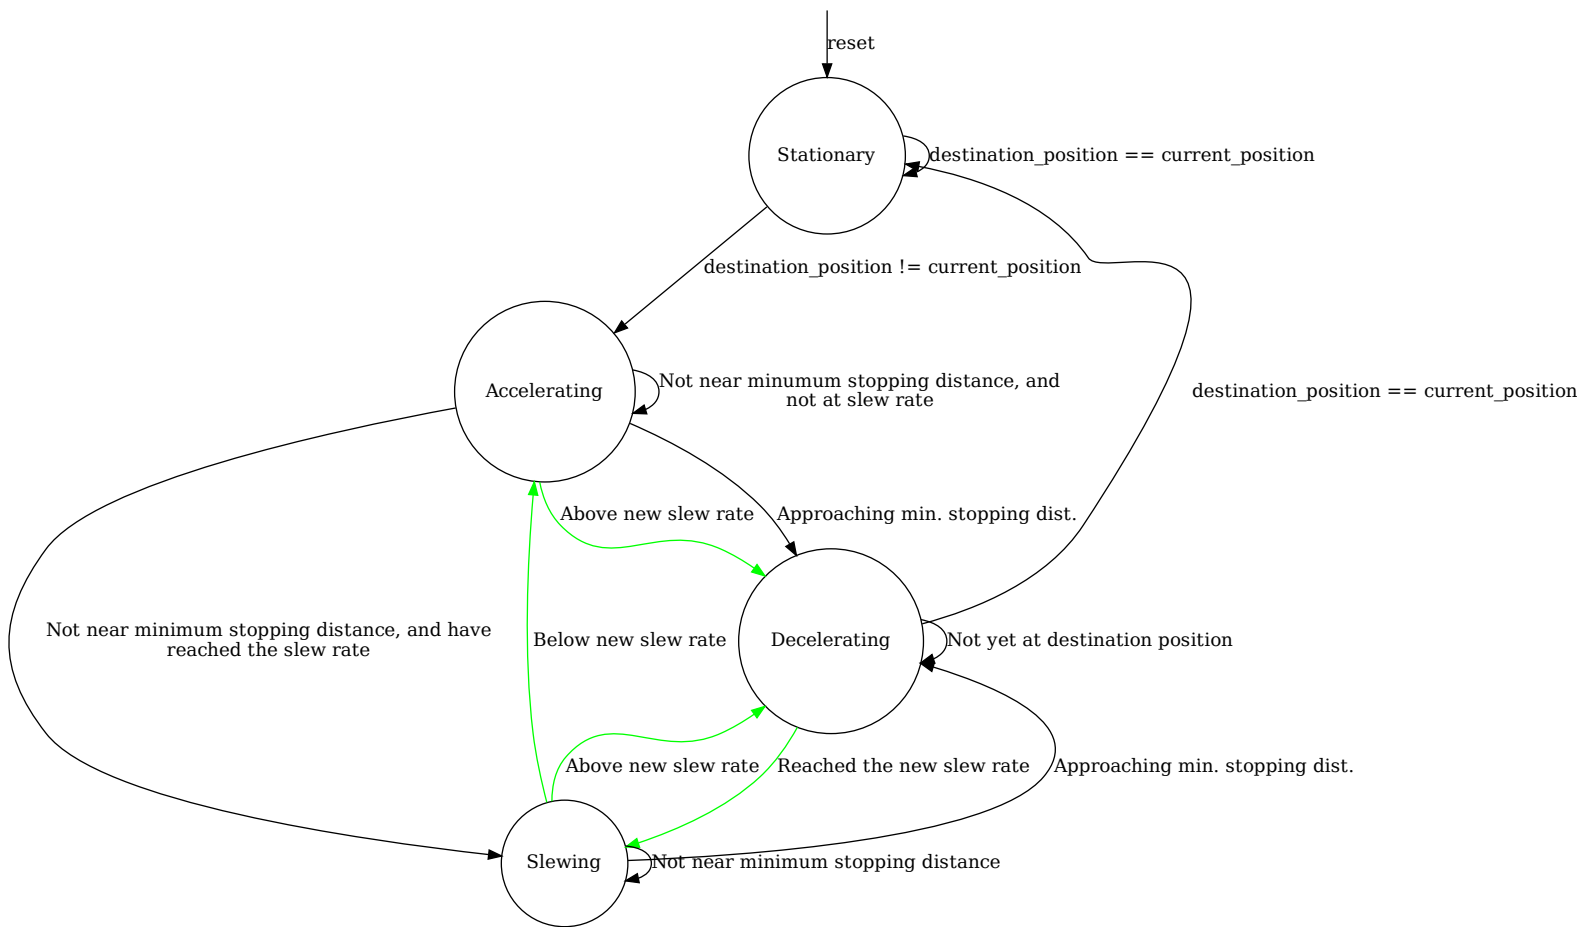 reset
Stationary
destination_position == current_position
destination_position != current_position
Accelerating
Not near minumum stopping distance, and
not at slew rate
destination_position == current_position
Above new slew rate
Approaching min. stopping dist.
Not near minimum stopping distance, and have
reached the slew rate
Below new slew rate
Decelerating
Not yet at destination position
Above new slew rate
Reached the new slew rate
Approaching min. stopping dist.
Slewing
Not near minimum stopping distance